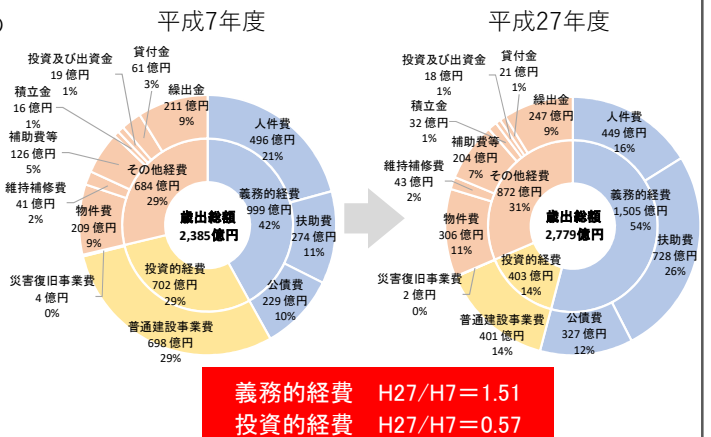 平成7年度
投資及び出資金
19 億円
1%
貸付金
61 億円
3%
積立金
16 億円
1%
繰出金
211 億円
9%
補助費等
126 億円
5%
維持補修費
41 億円
2%
物件費
209 億円
9%
その他経費
684 億円
29%
人件費
496 億円
21%
義務的経費
999 億円
42%
扶助費
274 億円
11%
公債費
229 億円
10%
歳出総額
2,385億円
投資的経費
702 億円
29%
災害復旧事業費
4 億円
0%
普通建設事業費
698 億円
29%
平成27年度
投資及び出資金
18 億円
1%
貸付金
21 億円
1%
積立金
32 億円
1%
繰出金
247 億円
9%
補助費等
204 億円
7%
維持補修費
43 億円
2%
物件費
306 億円
11%
その他経費
872 億円
31%
人件費
449 億円
16%
義務的経費
1,505 億円
54%
扶助費
728 億円
26%
歳出総額
2,779億円
投資的経費
403 億円
14%
災害復旧事業費
2 億円
0%
普通建設事業費
401 億円
14%
公債費
327 億円
12%
義務的経費 H27/H7＝1.51
投資的経費 H27/H7＝0.57